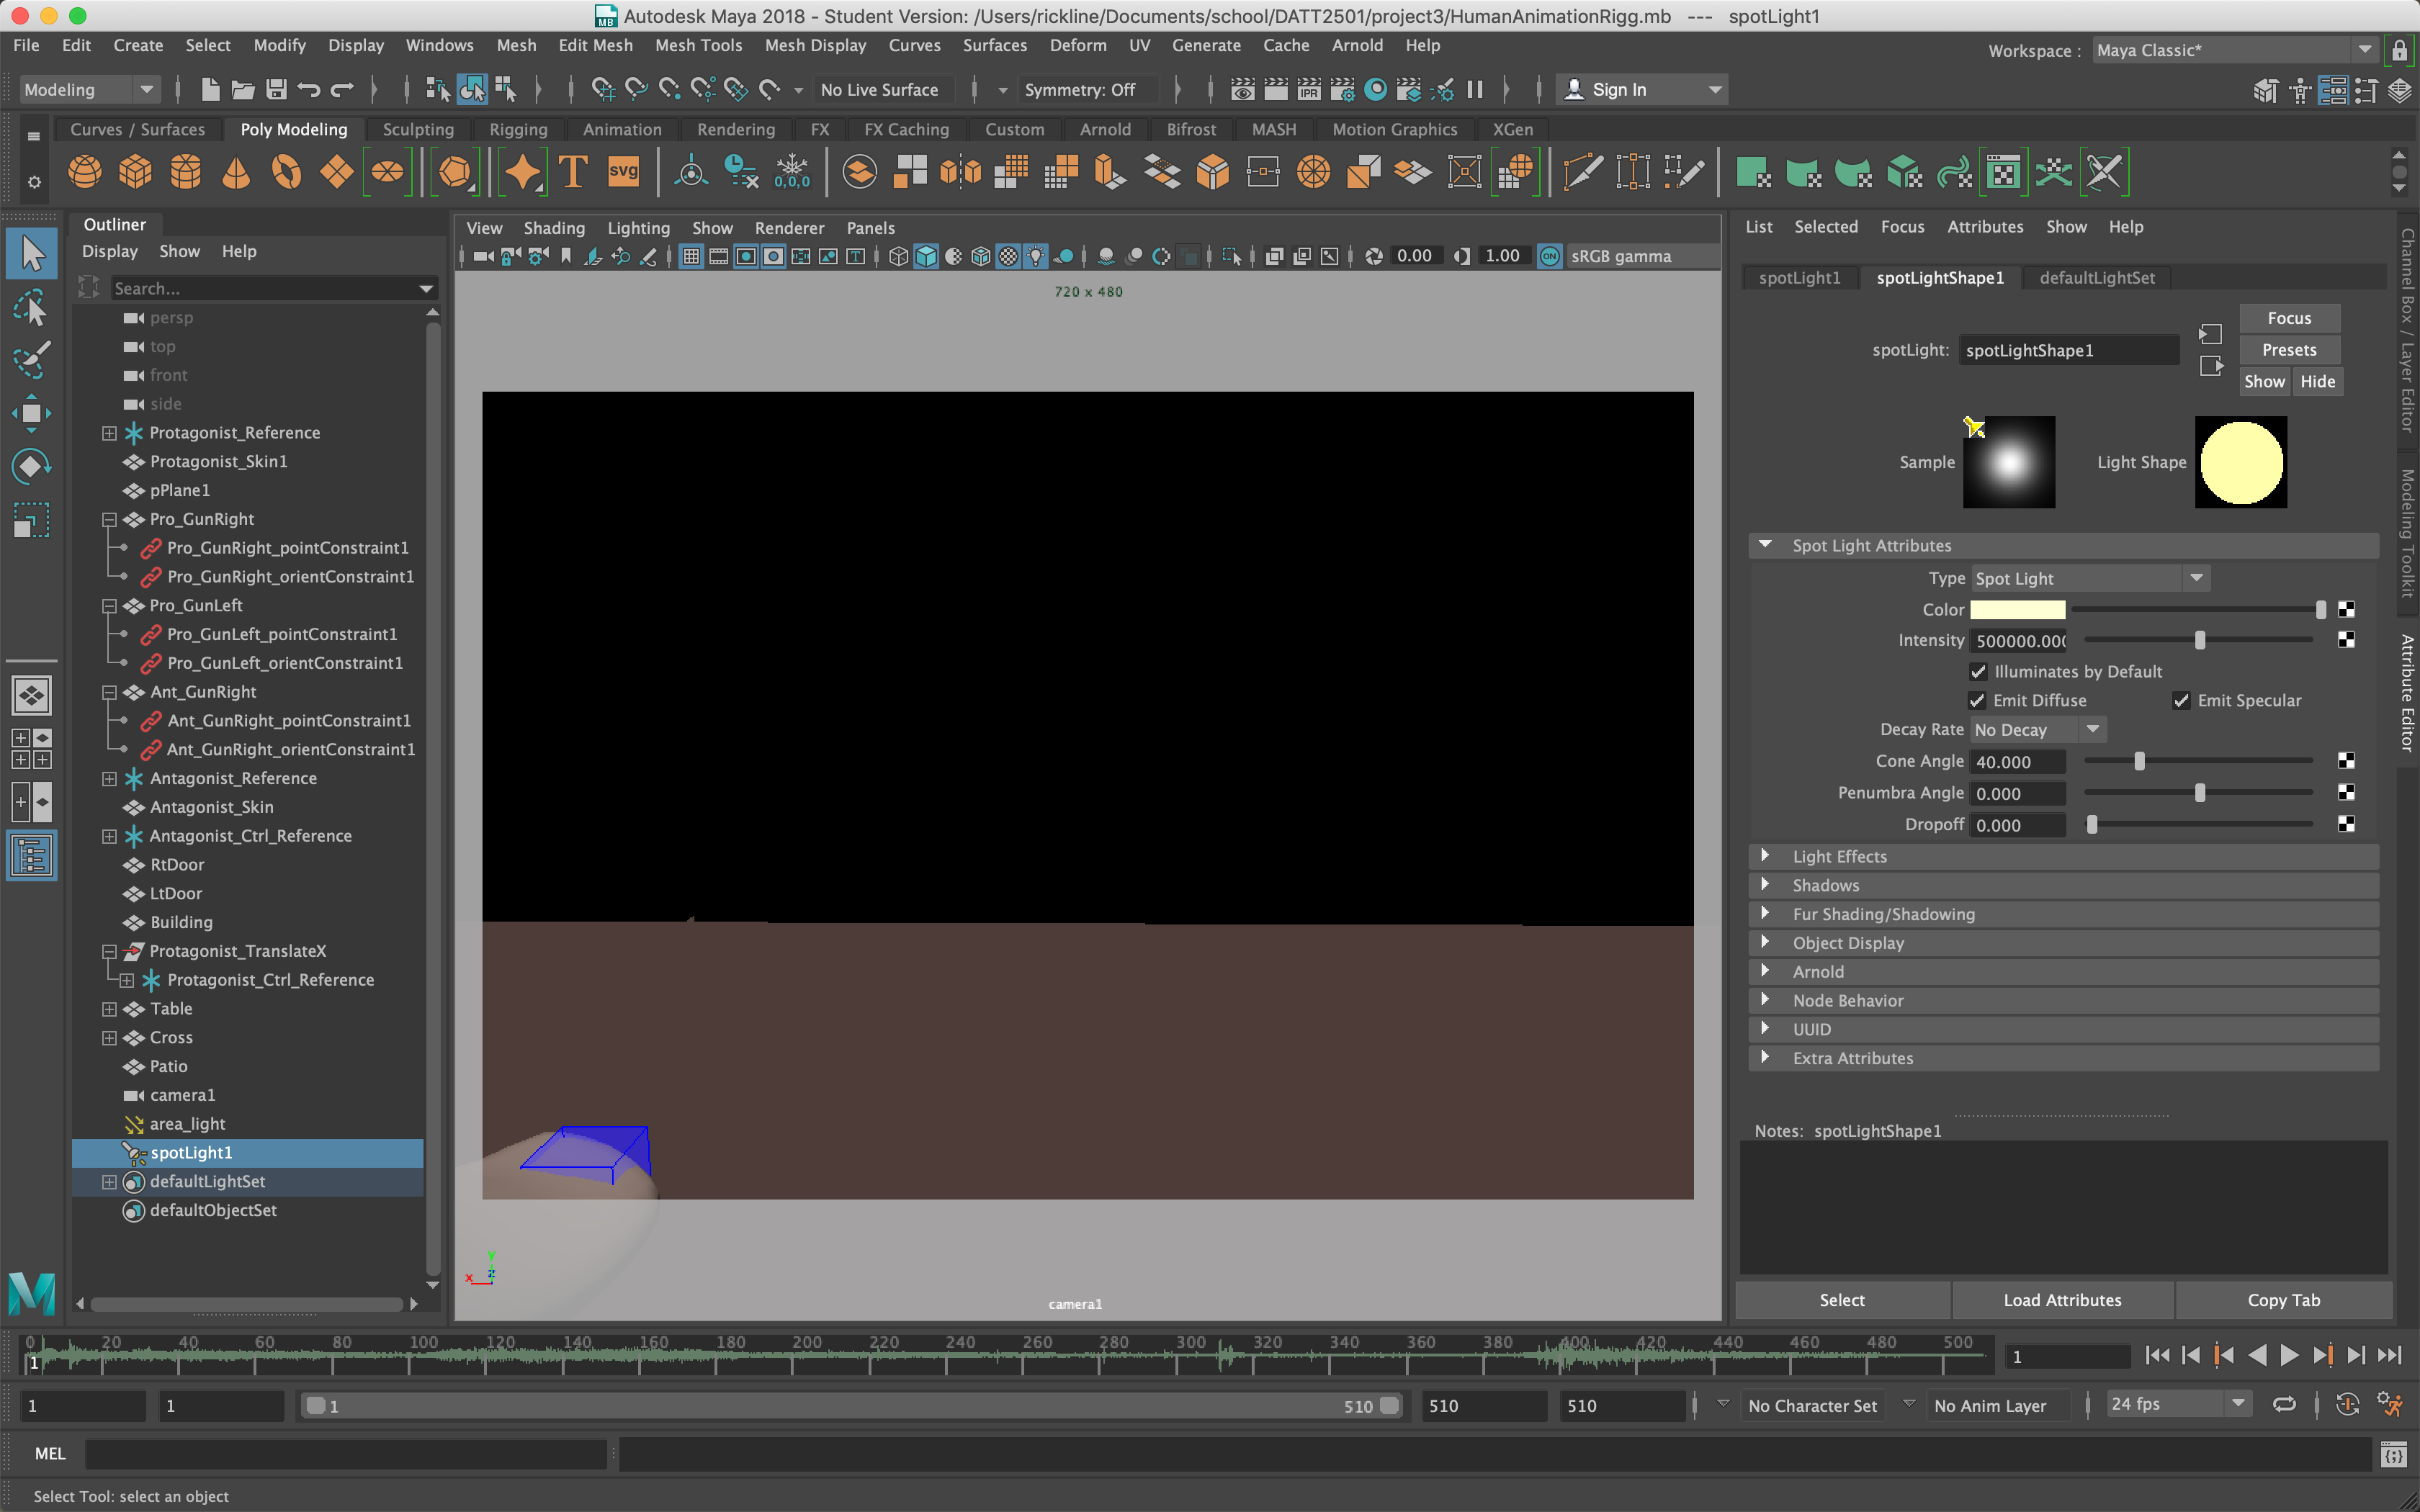 Autodesk Maya 2018 - Student Version: /Users/rickline/Documents/school/DATT2501/project3/HumanAnimationRigg.mb --- spotLight1
File Edit Create Select Modify Display Windows Mesh Edit Mesh Mesh Tools Mesh Display Curves Surfaces Deform UV Generate Cache Arnold Help
Workspace : Maya Classic*
Modeling
No Live Surface
Symmetry: Off
IPR
Sign In
Curves / Surfaces Poly Modeling Sculpting Rigging Animation Rendering FX FX Caching Custom Arnold Bifrost MASH Motion Graphics XGen
T
SVG
0,0,0
Outliner
Display Show Help
Search...
persp
top
front
side
Protagonist_Reference
Protagonist_Skin1
pPlane1
Pro_GunRight
Pro_GunRight_pointConstraint1
Pro_GunRight_orientConstraint1
Pro_GunLeft
Pro_GunLeft_pointConstraint1
Pro_GunLeft_orientConstraint1
Ant_GunRight
Ant_GunRight_pointConstraint1
Ant_GunRight_orientConstraint1
Antagonist_Reference
Antagonist_Skin
Antagonist_Ctrl_Reference
RtDoor
LtDoor
Building
Protagonist_TranslateX
Protagonist_Ctrl_Reference
Table
Cross
Patio
camera1
area_light
spotLight1
defaultLightSet
defaultObjectSet
View Shading Lighting Show Renderer Panels
0.00 1.00 ON sRGB gamma
720 x 480
Y
X Z
camera1
List Selected Focus Attributes Show Help
spotLight1 spotLightShape1 defaultLightSet
spotLight: spotLightShape1
Focus
Presets
Show Hide
Sample Light Shape
Spot Light Attributes
Type Spot Light
Color
Intensity 500000.000
Illuminates by Default
Emit Diffuse Emit Specular
Decay Rate No Decay
Cone Angle 40.000
Penumbra Angle 0.000
Dropoff 0.000
Light Effects
Shadows
Fur Shading/Shadowing
Object Display
Arnold
Node Behavior
UUID
Extra Attributes
Notes: spotLightShape1
Select Load Attributes Copy Tab
Channel Box / Layer Editor
Modeling Toolkit
Attribute Editor
0 20 40 60 80 100 120 140 160 180 200 220 240 260 280 300 320 340 360 380 400 420 440 460 480 500
1
1
1 1 1 510 510 510 No Character Set No Anim Layer 24 fps
MEL
Select Tool: select an object